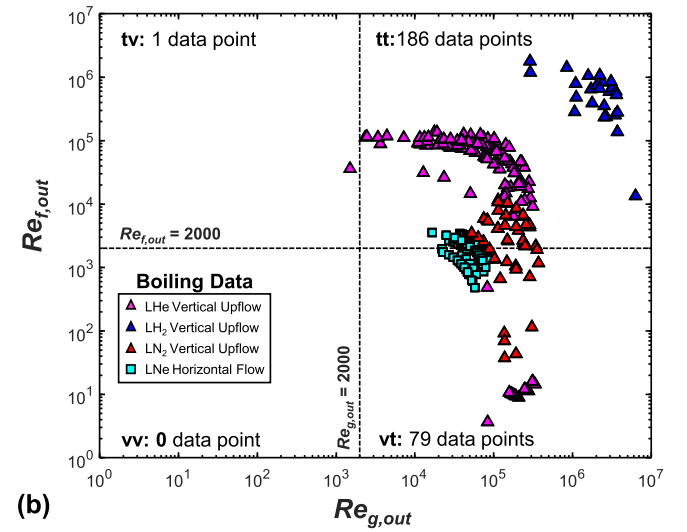 10^7
10^6
10^5
10^4
10^3
10^2
10^1
10^0
Re_f,out
tv: 1 data point
tt:186 data points
Re_f,out = 2000
Boiling Data
LHe Vertical Upflow
LH_2 Vertical Upflow
LN_2 Vertical Upflow
LNe Horizontal Flow
Re_g,out = 2000
vv: 0 data point
vt: 79 data points
10^0 10^1 10^2 10^3 10^4 10^5 10^6 10^7
(b)
Re_g,out